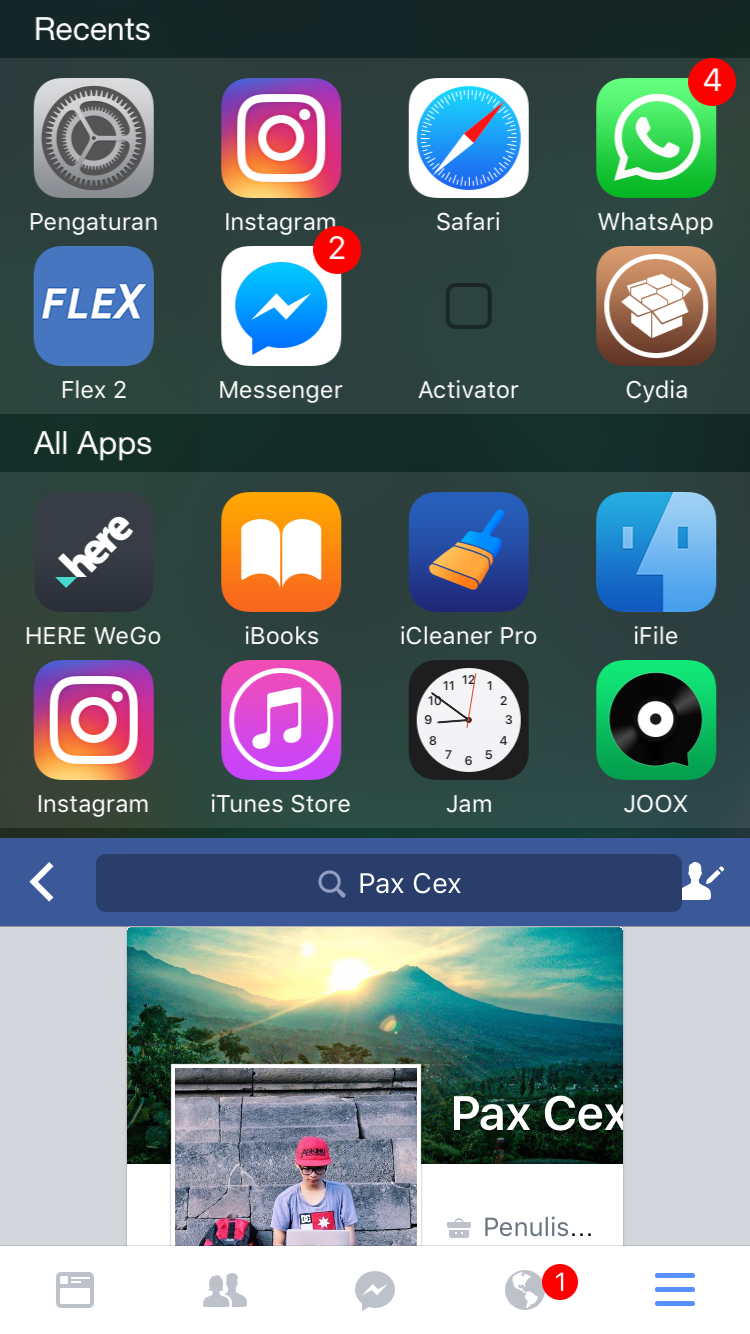 Recents
4
Pengaturan Instagram Safari WhatsApp
FLEX
2
Flex 2 Messenger Activator Cydia
All Apps
here
HERE WeGo iBooks iCleaner Pro iFile
12
11 1
10 2
9 3
8 4
7 5
6
Instagram iTunes Store Jam JOOX
Pax Cex
Pax Cex
Penulis...
1